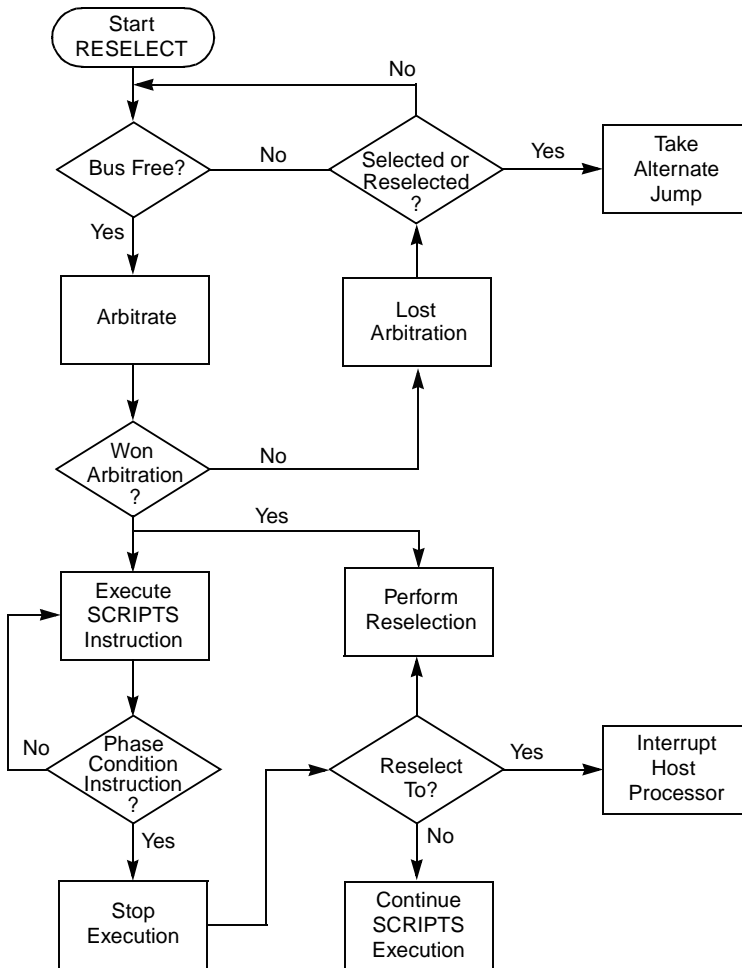 Start
RESELECT
No
Bus Free?
No
Selected or
Reselected
?
Yes
Take
Alternate
Jump
Yes
Arbitrate
Lost
Arbitration
Won
Arbitration
?
No
Yes
Execute
SCRIPTS
Instruction
Perform
Reselection
No
Phase
Condition
Instruction
?
Reselect
To?
Yes
Interrupt
Host
Processor
Yes
No
Stop
Execution
Continue
SCRIPTS
Execution